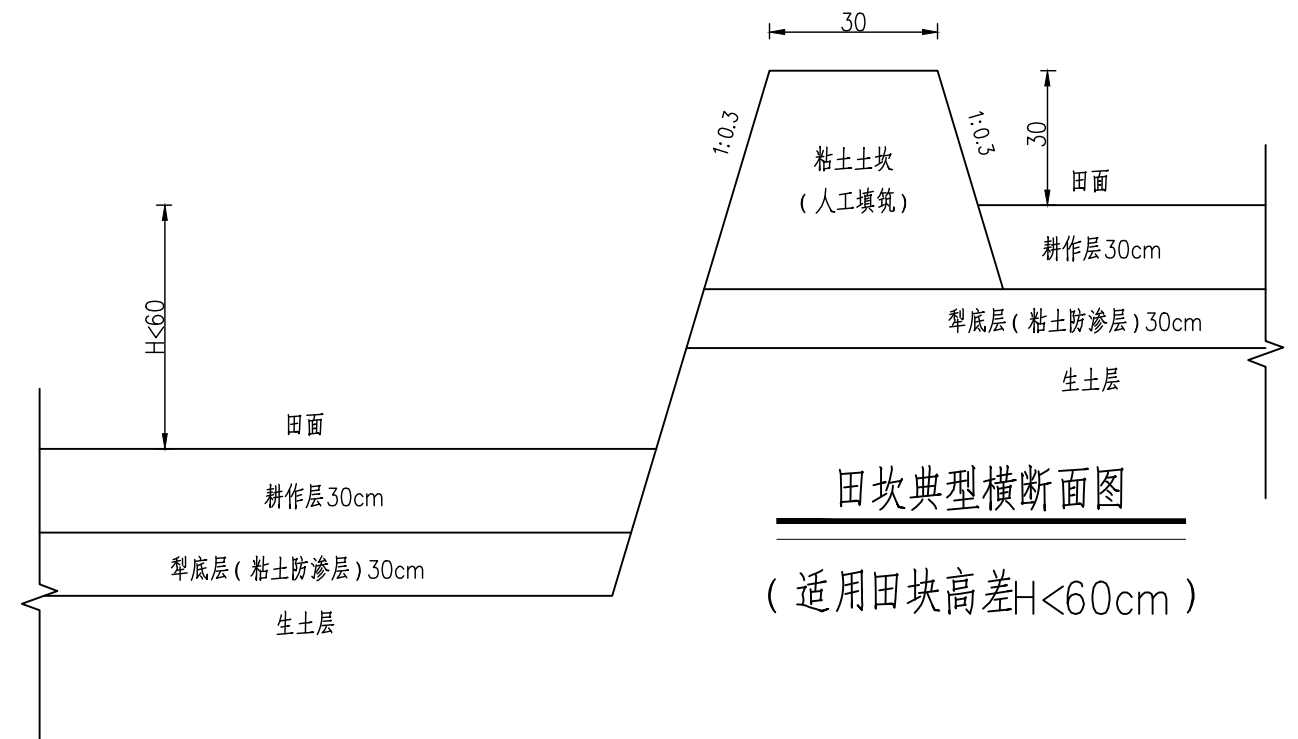 30
1:0.3
1:0.3
30
粘土土坎
(人工填筑)
田面
耕作层30cm
犁底层(粘土防渗层)30cm
生土层
H<60
田面
耕作层30cm
犁底层(粘土防渗层)30cm
生土层
田坎典型横断面图
(适用田块高差H<60cm)